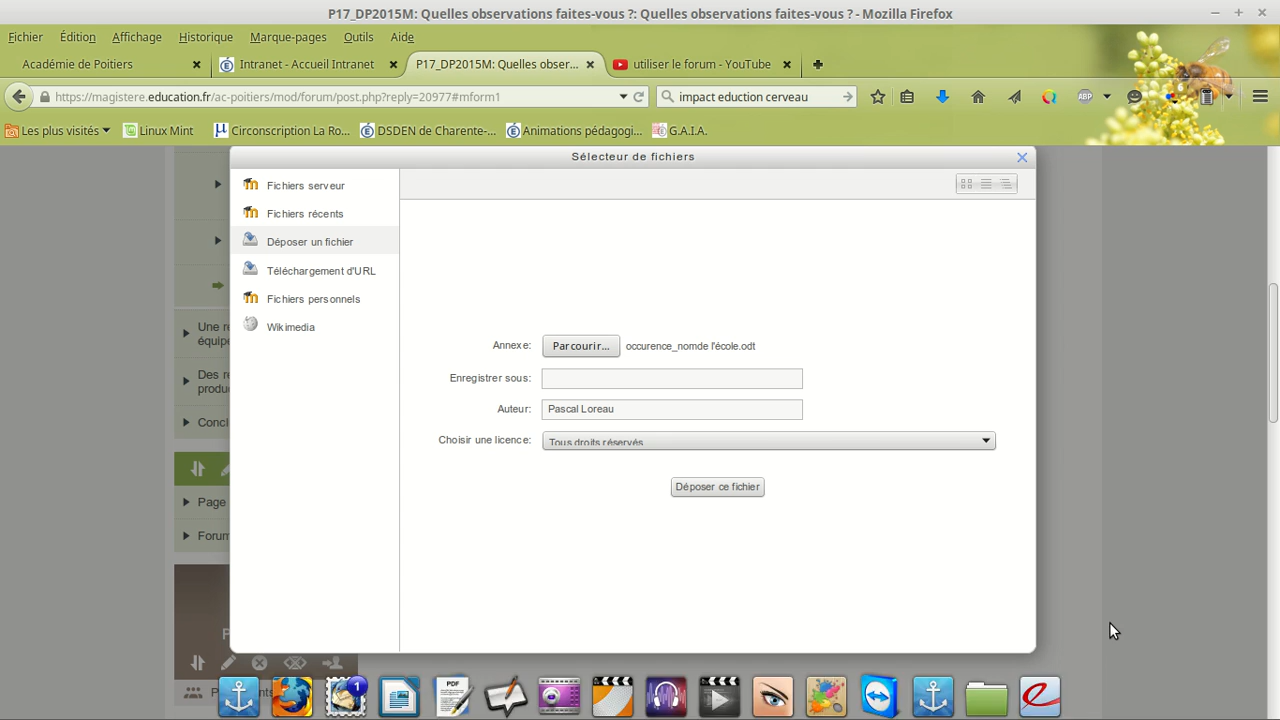 P17_DP2015M: Quelles observations faites-vous ?: Quelles observations faites-vous ? - Mozilla Firefox
Fichier Édition Affichage Historique Marque-pages Outils Aide
Académie de Poitiers
Intranet - Accueil Intranet
P17_DP2015M: Quelles obser...
utiliser le forum - YouTube
https://magistere.education.fr/ac-poitiers/mod/forum/post.php?reply=20977#mform1
impact eduction cerveau
ABP
6
Les plus visités
Linux Mint
Circonscription La Ro...
DSDEN de Charente-...
Animations pédagogi...
G.A.I.A.
Sélecteur de fichiers
Fichiers serveur
Fichiers récents
Déposer un fichier
Téléchargement d'URL
Fichiers personnels
Wikimedia
Annexe: Parcourir... occurence_nomde l'école.odt
Enregistrer sous:
Auteur: Pascal Loreau
Choisir une licence: Tous droits réservés
Déposer ce fichier
Une re
équipe
Des re
produ
Concl
Page
Forum
P
1
PDF